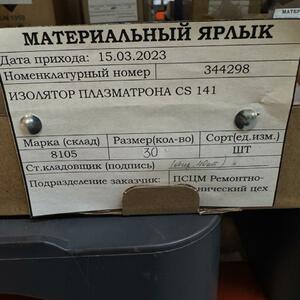 МАТЕРИАЛЬНЫЙ ЯРЛЫК
Дата прихода: 15.03.2023
Номенклатурный номер 344298
ИЗОЛЯТОР ПЛАЗМАТРОНА CS 141
Марка (склад) Размер(кол-во) Сорт(ед.изм.)
8105 30 ШТ
Ст.кладовщик (подпись)
Подразделение заказчик: ПСЦМ Ремонтно-
нический цех